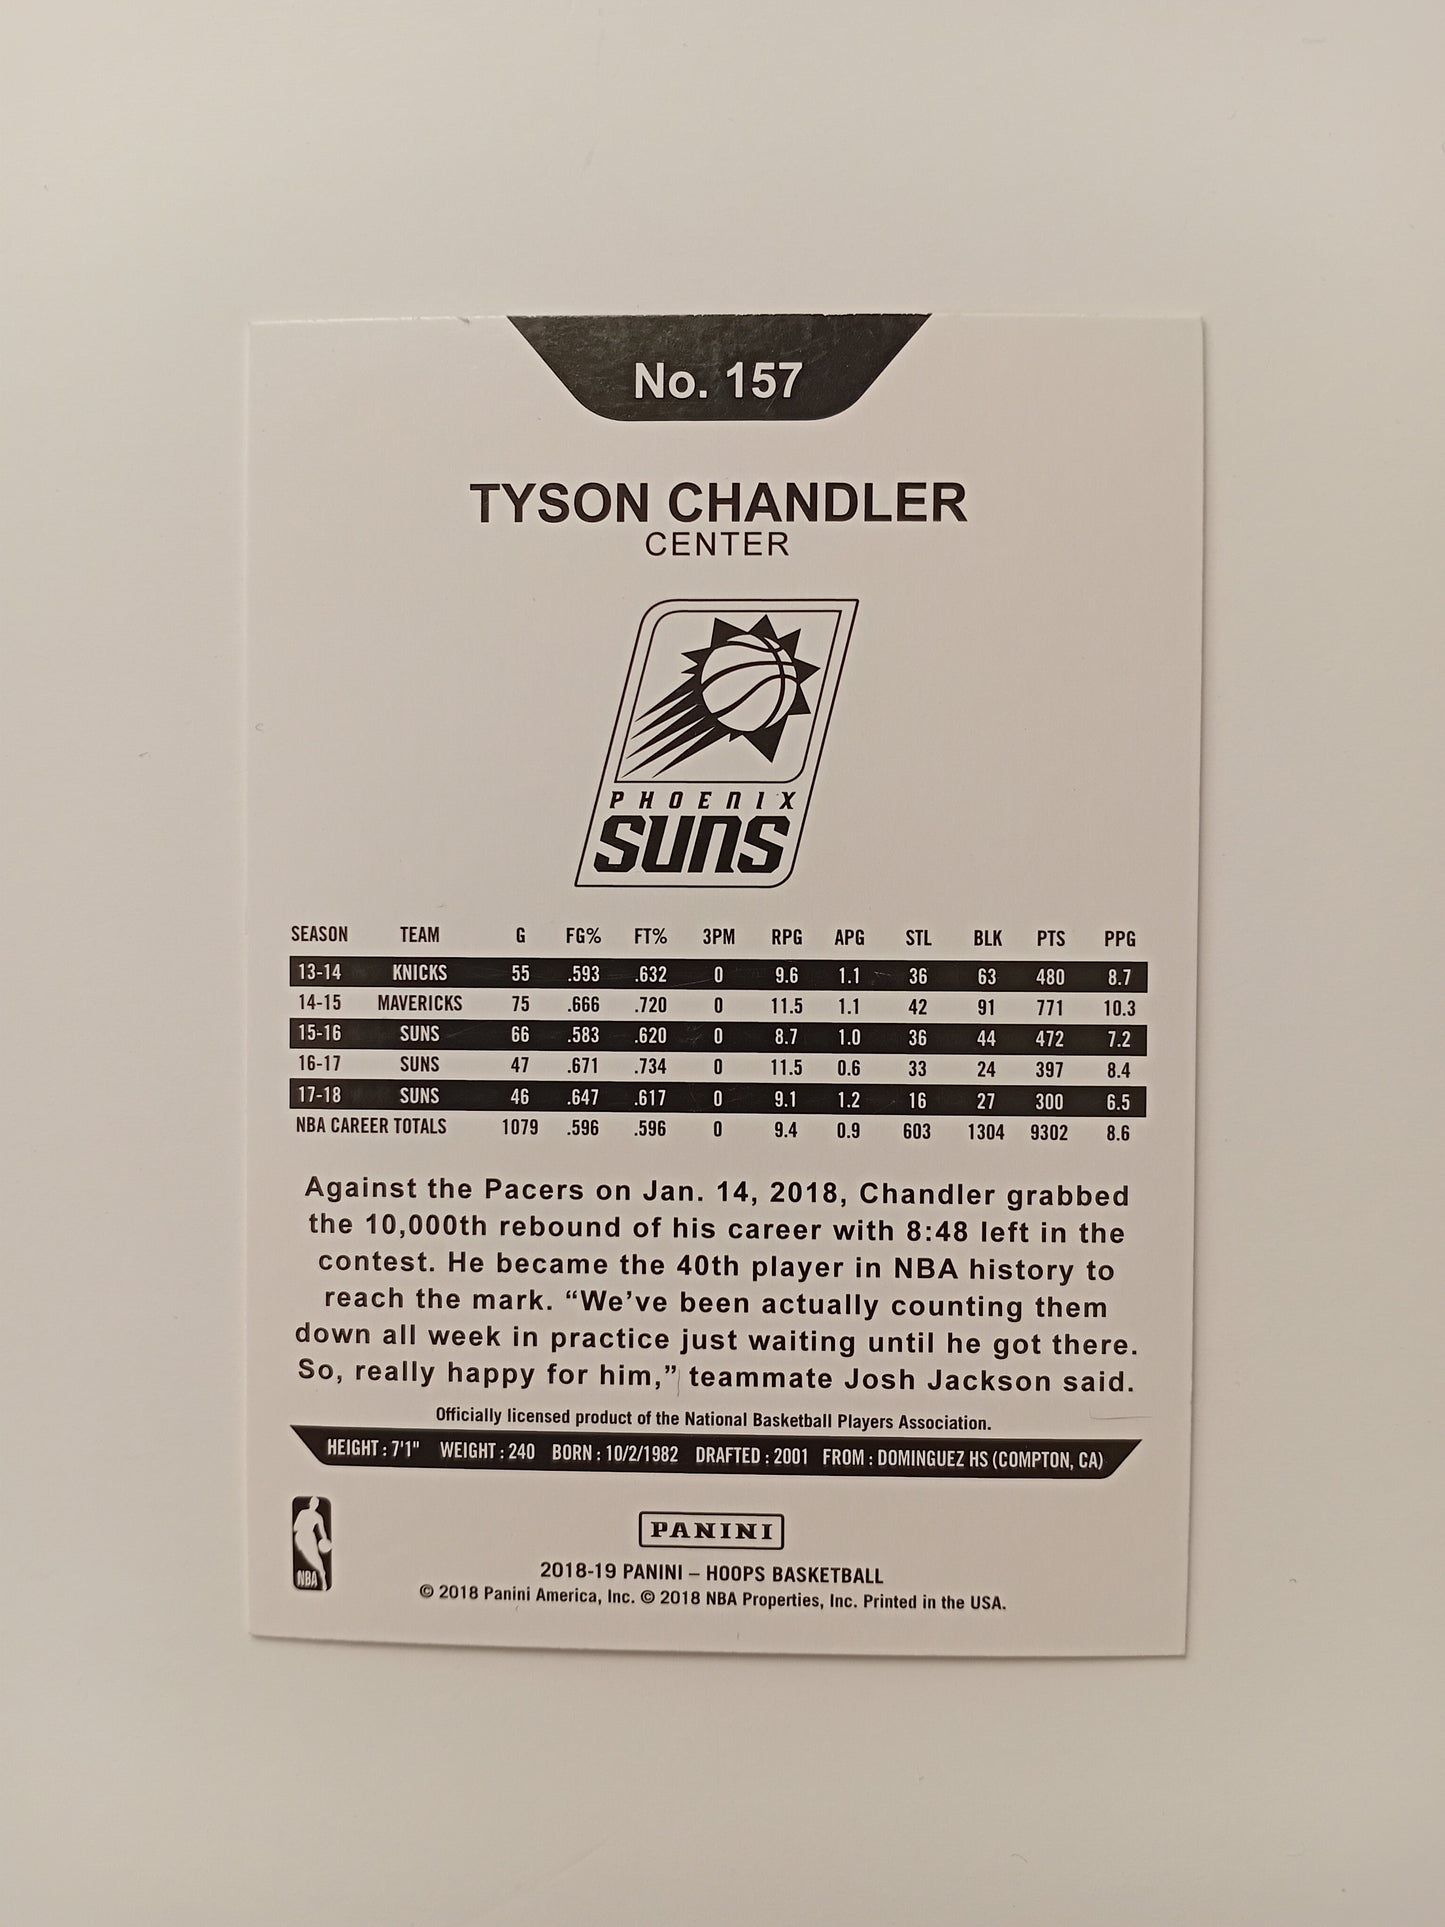 No. 157
TYSON CHANDLER
CENTER
PHOENIX
SUNS
SEASON TEAM G FG% FT% 3PM RPG APG STL BLK PTS PPG
13-14 KNICKS 55 .593 .632 0 9.6 1.1 36 63 480 8.7
14-15 MAVERICKS 75 .666 .720 0 11.5 1.1 42 91 771 10.3
15-16 SUNS 66 .583 .620 0 8.7 1.0 36 44 472 7.2
16-17 SUNS 47 .671 .734 0 11.5 0.6 33 24 397 8.4
17-18 SUNS 46 .647 .617 0 9.1 1.2 16 27 300 6.5
NBA CAREER TOTALS 1079 .596 .596 0 9.4 0.9 603 1304 9302 8.6
Against the Pacers on Jan. 14, 2018, Chandler grabbed
the 10,000th rebound of his career with 8:48 left in the
contest. He became the 40th player in NBA history to
reach the mark. “We’ve been actually counting them
down all week in practice just waiting until he got there.
So, really happy for him,” teammate Josh Jackson said.
Officially licensed product of the National Basketball Players Association.
HEIGHT : 7'1" WEIGHT : 240 BORN : 10/2/1982 DRAFTED : 2001 FROM : DOMINGUEZ HS (COMPTON, CA)
NBA
PANINI
2018-19 PANINI – HOOPS BASKETBALL
© 2018 Panini America, Inc. © 2018 NBA Properties, Inc. Printed in the USA.